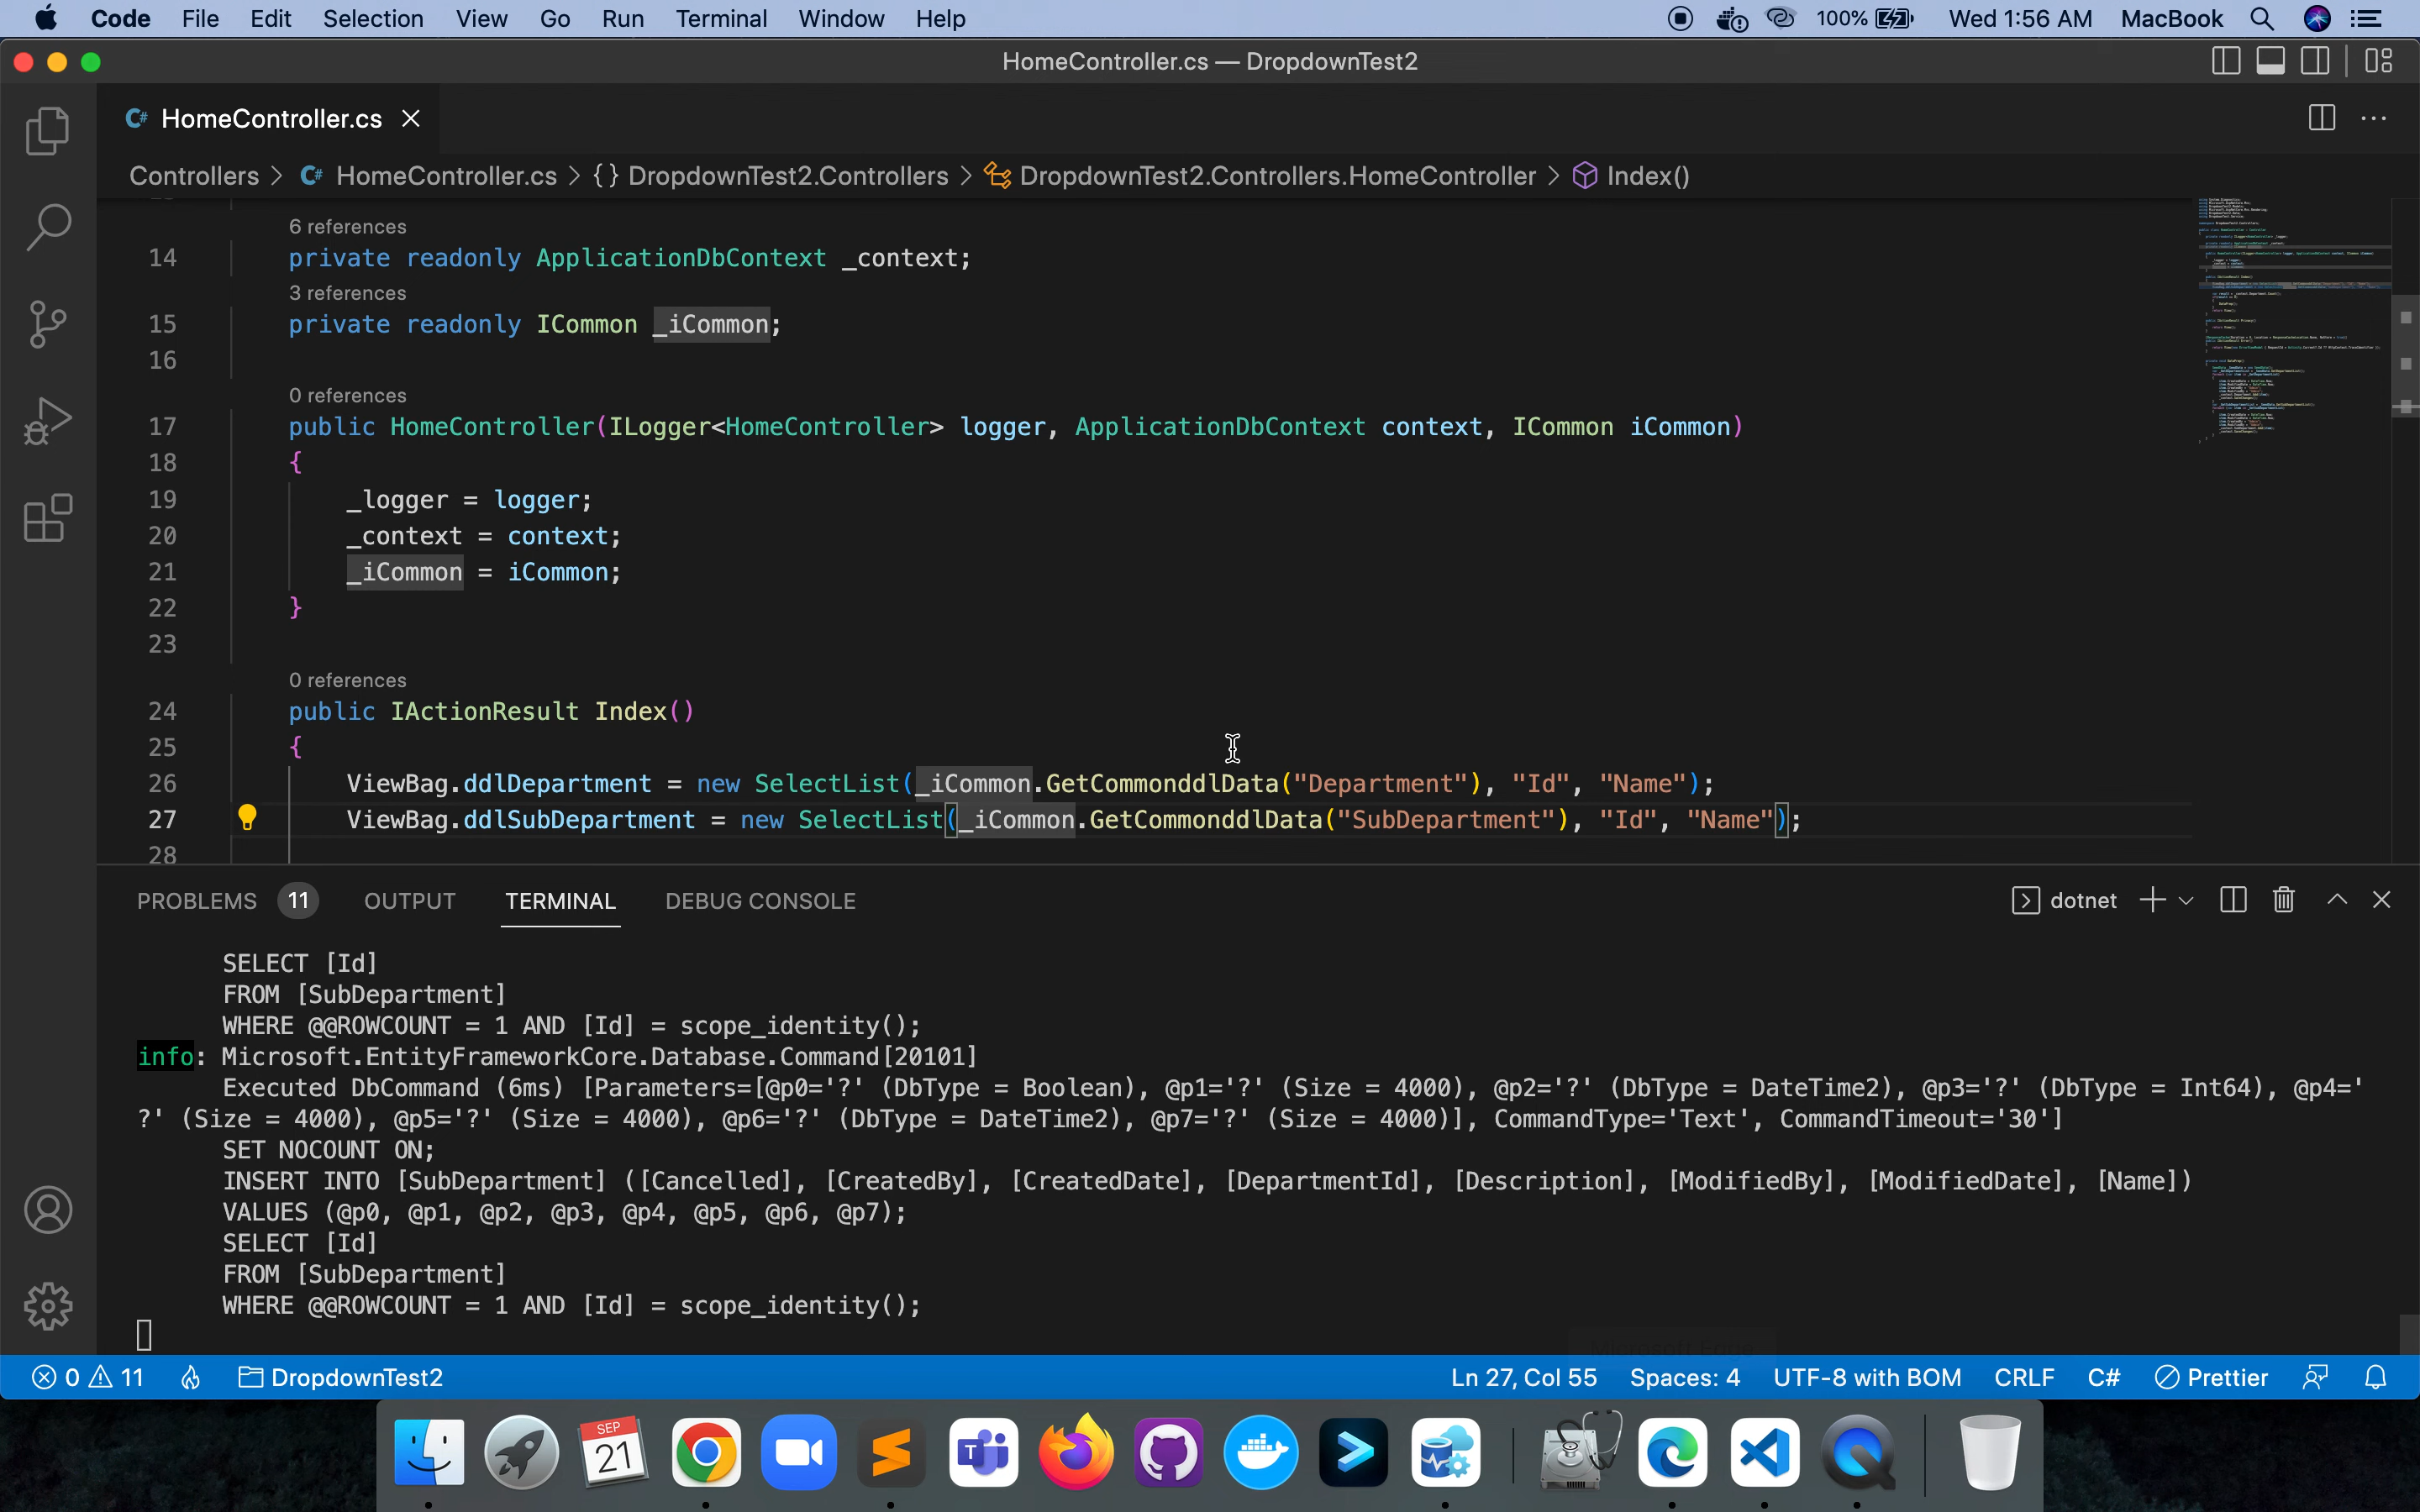 Code File Edit Selection View Go Run Terminal Window Help 100% Wed 1:56 AM MacBook
HomeController.cs — DropdownTest2
C# HomeController.cs
Controllers > C# HomeController.cs > {} DropdownTest2.Controllers > DropdownTest2.Controllers.HomeController > Index()
6 references
14 private readonly ApplicationDbContext _context;
3 references
15 private readonly ICommon _iCommon;
16
0 references
17 public HomeController(ILogger<HomeController> logger, ApplicationDbContext context, ICommon iCommon)
18 {
19 _logger = logger;
20 _context = context;
21 _iCommon = iCommon;
22 }
23
0 references
24 public IActionResult Index()
25 {
26 ViewBag.ddlDepartment = new SelectList(_iCommon.GetCommonddlData("Department"), "Id", "Name");
27 ViewBag.ddlSubDepartment = new SelectList(_iCommon.GetCommonddlData("SubDepartment"), "Id", "Name");
28
PROBLEMS 11 OUTPUT TERMINAL DEBUG CONSOLE dotnet
SELECT [Id]
FROM [SubDepartment]
WHERE @@ROWCOUNT = 1 AND [Id] = scope_identity();
info: Microsoft.EntityFrameworkCore.Database.Command[20101]
Executed DbCommand (6ms) [Parameters=[@p0='?' (DbType = Boolean), @p1='?' (Size = 4000), @p2='?' (DbType = DateTime2), @p3='?' (DbType = Int64), @p4='
?' (Size = 4000), @p5='?' (Size = 4000), @p6='?' (DbType = DateTime2), @p7='?' (Size = 4000)], CommandType='Text', CommandTimeout='30']
SET NOCOUNT ON;
INSERT INTO [SubDepartment] ([Cancelled], [CreatedBy], [CreatedDate], [DepartmentId], [Description], [ModifiedBy], [ModifiedDate], [Name])
VALUES (@p0, @p1, @p2, @p3, @p4, @p5, @p6, @p7);
SELECT [Id]
FROM [SubDepartment]
WHERE @@ROWCOUNT = 1 AND [Id] = scope_identity();
0 11 DropdownTest2 Ln 27, Col 55 Spaces: 4 UTF-8 with BOM CRLF C# Prettier
SEP
21